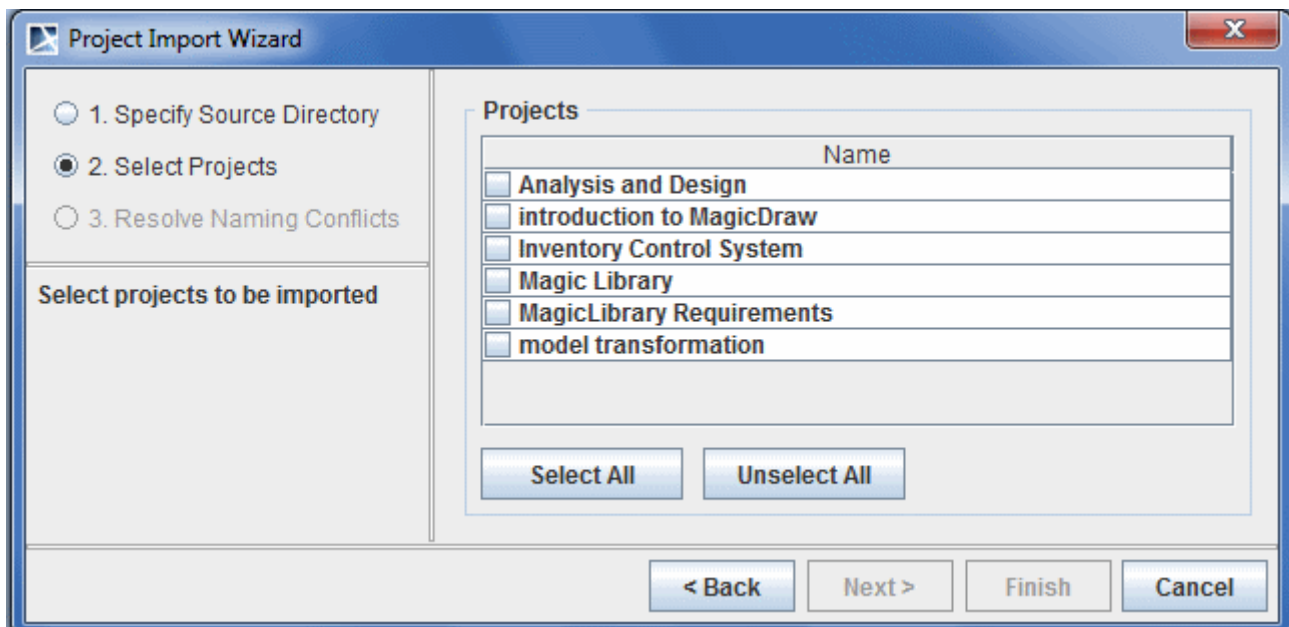 Project Import Wizard
1. Specify Source Directory
2. Select Projects
3. Resolve Naming Conflicts
Select projects to be imported
Projects
Name
Analysis and Design
introduction to MagicDraw
Inventory Control System
Magic Library
MagicLibrary Requirements
model transformation
Select All
Unselect All
< Back
Next >
Finish
Cancel